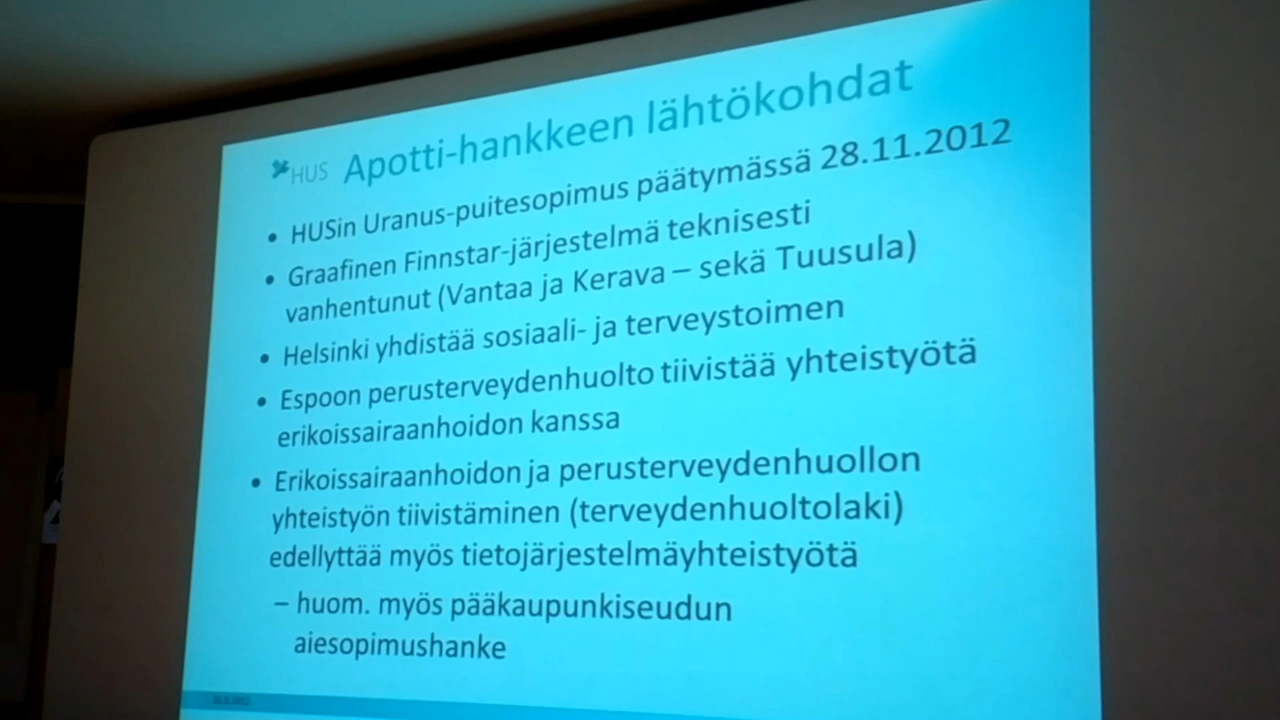 HUS Apotti-hankkeen lähtökohdat
• HUSin Uranus-puitesopimus päätymässä 28.11.2012
• Graafinen Finnstar-järjestelmä teknisesti
vanhentunut (Vantaa ja Kerava – sekä Tuusula)
• Helsinki yhdistää sosiaali- ja terveystoimen
• Espoon perusterveydenhuolto tiivistää yhteistyötä
erikoissairaanhoidon kanssa
• Erikoissairaanhoidon ja perusterveydenhuollon
yhteistyön tiivistäminen (terveydenhuoltolaki)
edellyttää myös tietojärjestelmäyhteistyötä
– huom. myös pääkaupunkiseudun
aiesopimushanke